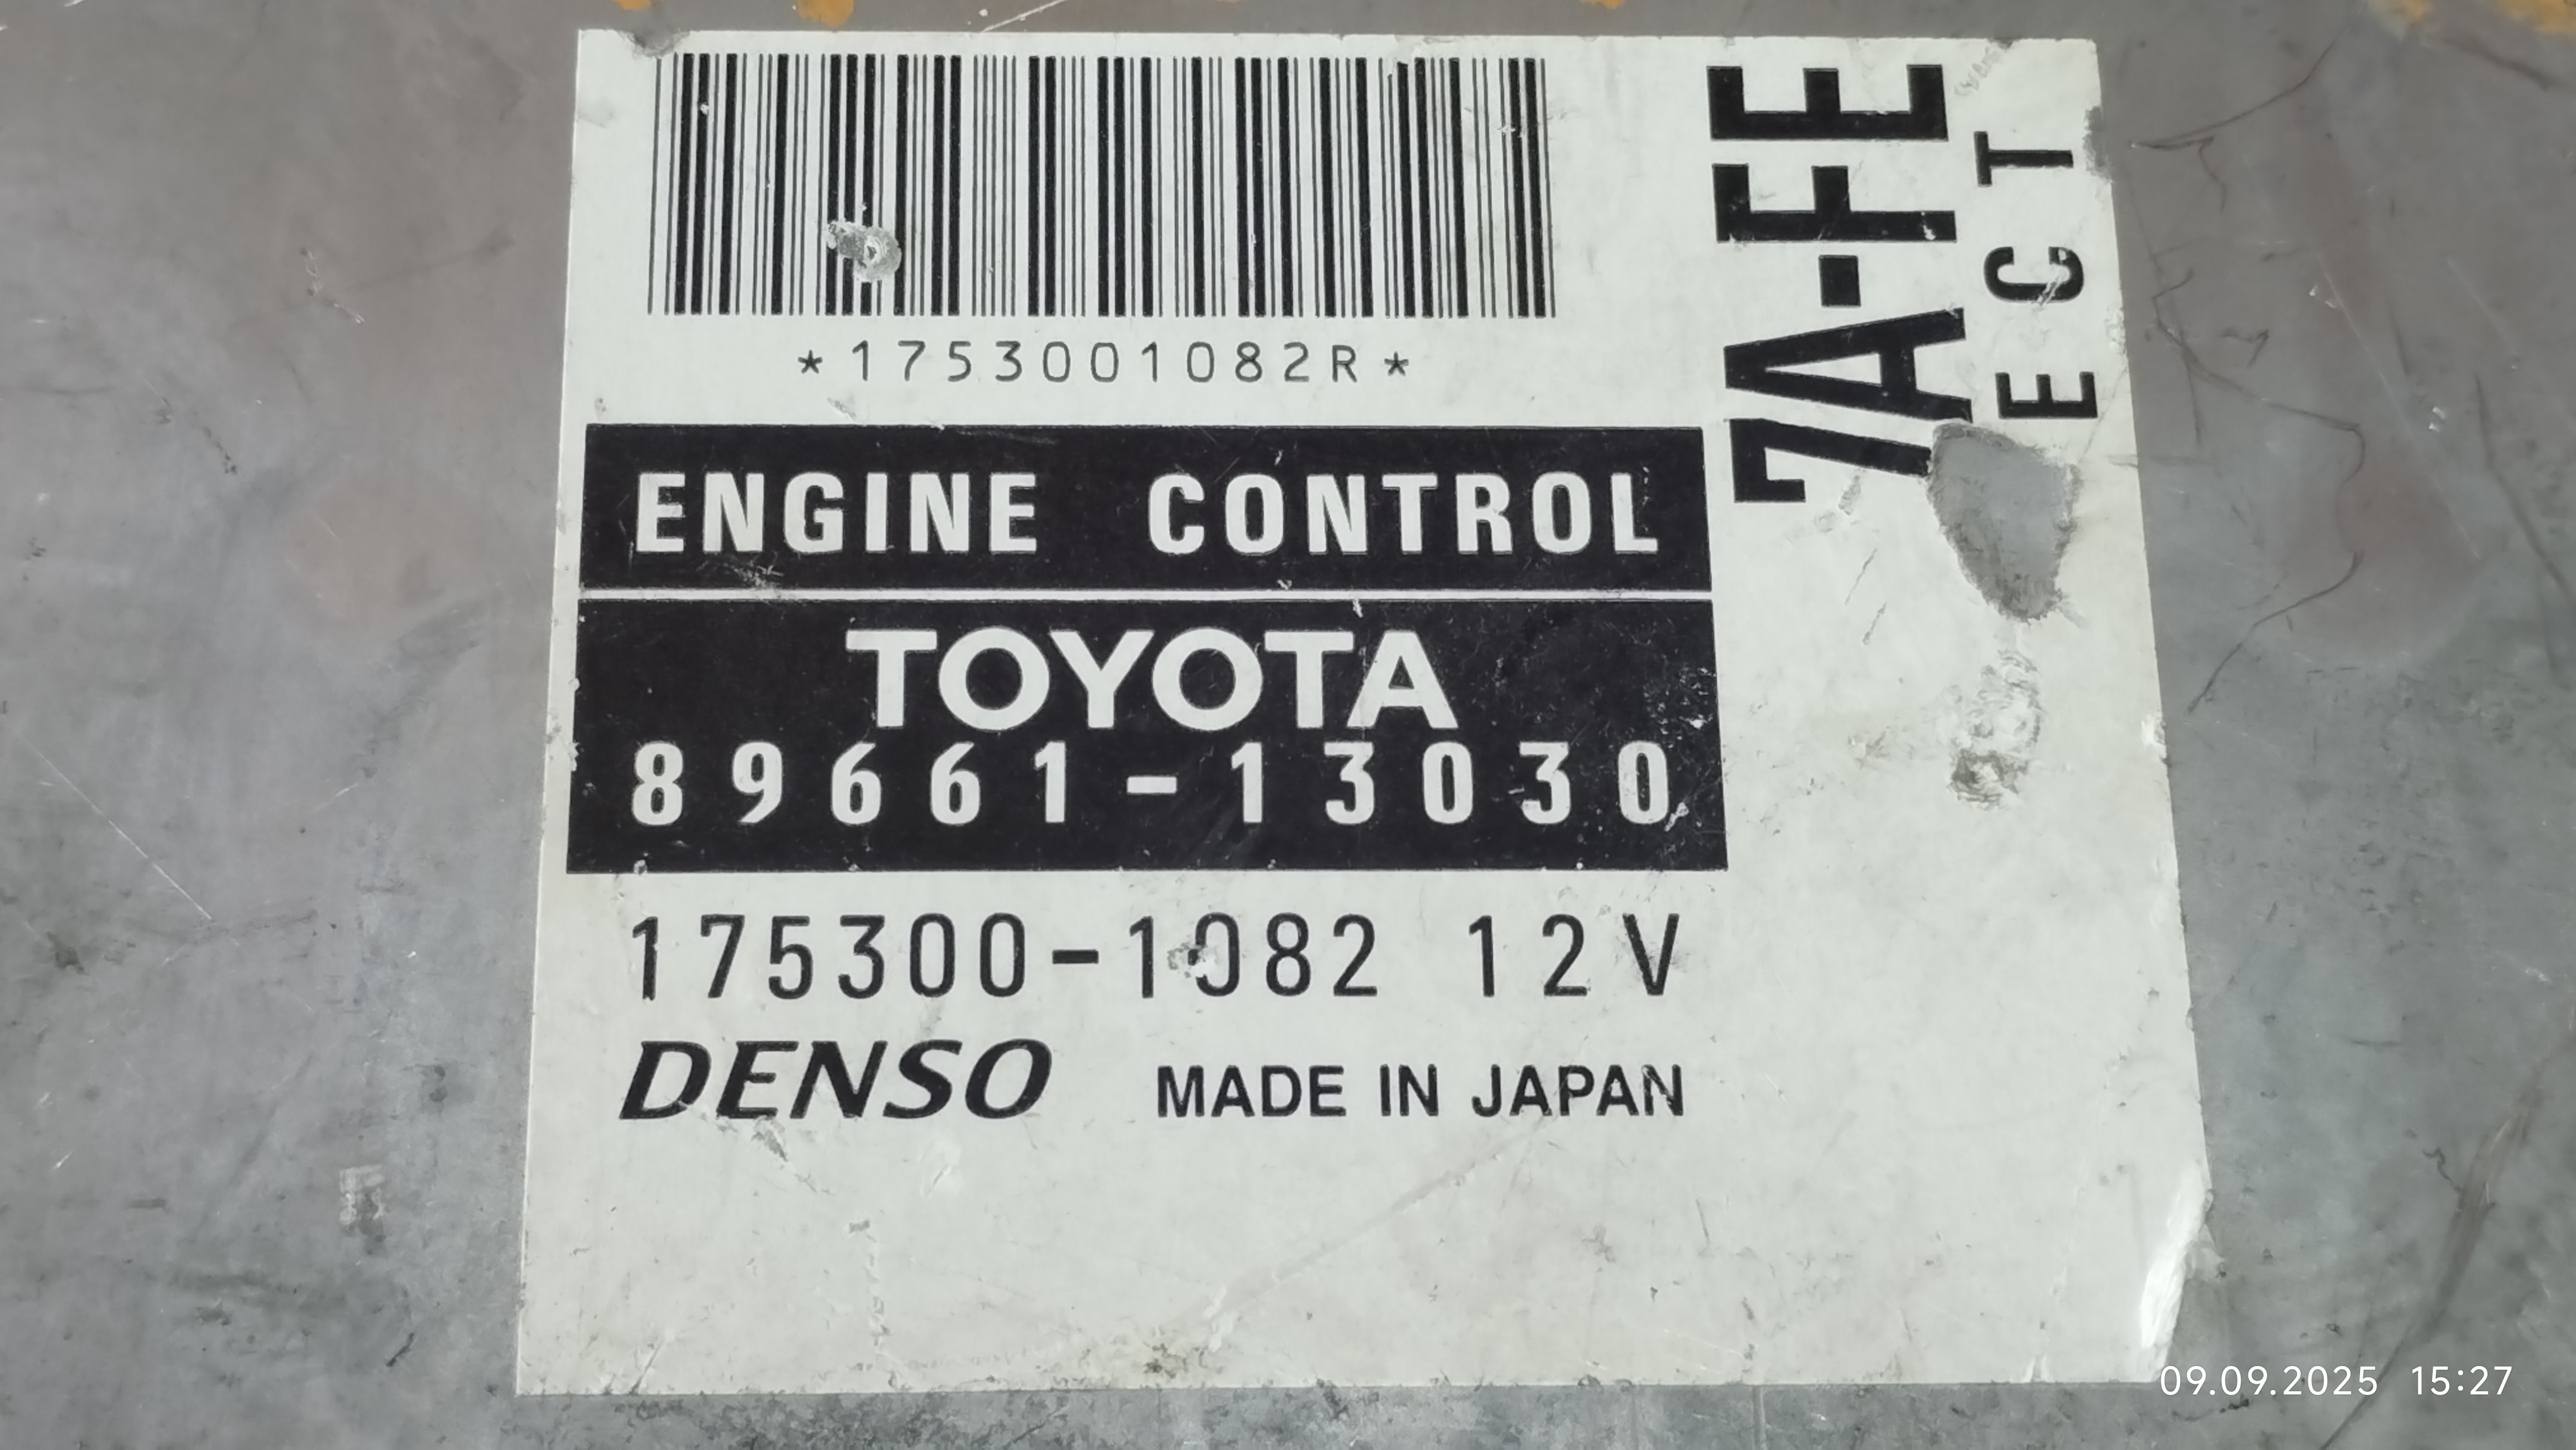 *1753001082R*
7A-FE
ECT
ENGINE CONTROL
TOYOTA
89661-13030
175300-1082 12V
DENSO MADE IN JAPAN
09.09.2025 15:27